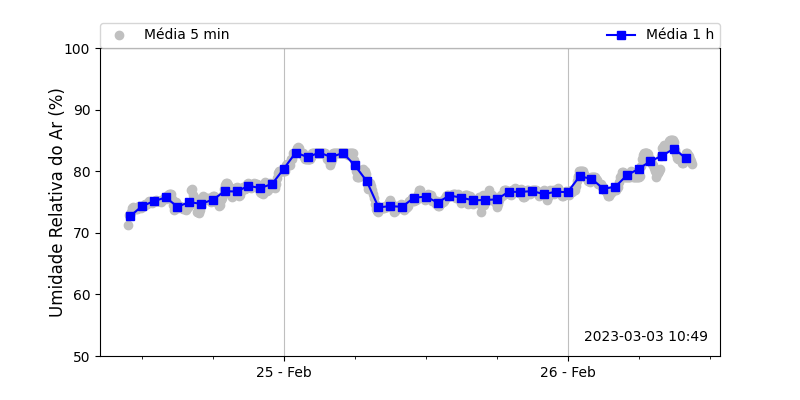 Média 5 min
Média 1 h
Umidade Relativa do Ar (%)
100
90
80
70
60
50
2023-03-03 10:49
25 - Feb
26 - Feb